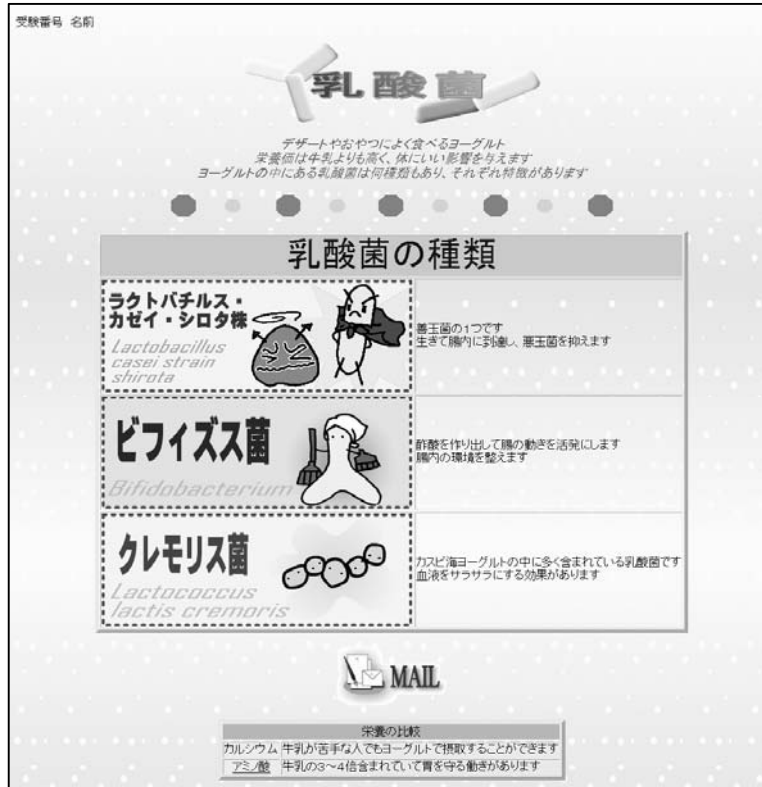 受験番号 名前
乳酸菌
デザートやおやつによく食べるヨーグルト
栄養価は牛乳よりも高く、体にいい影響を与えます
ヨーグルトの中にある乳酸菌は何種類もあり、それぞれ特徴があります
乳酸菌の種類
ラクトバチルス・
カゼイ・シロタ株
Lactobacillus
casei strain
shirota
善玉菌の1つです
生きて腸内に到達し、悪玉菌を抑えます
ビフィズス菌
Bifidobacterium
酢酸を作り出して腸の動きを活発にします
腸内の環境を整えます
クレモリス菌
Lactococcus
lactis cremoris
カスピ海ヨーグルトの中に多く含まれている乳酸菌です
血液をサラサラにする効果があります
MAIL
栄養の比較
カルシウム 牛乳が苦手な人でもヨーグルトで摂取することができます
アミノ酸 牛乳の3～4倍含まれていて胃を守る働きがあります